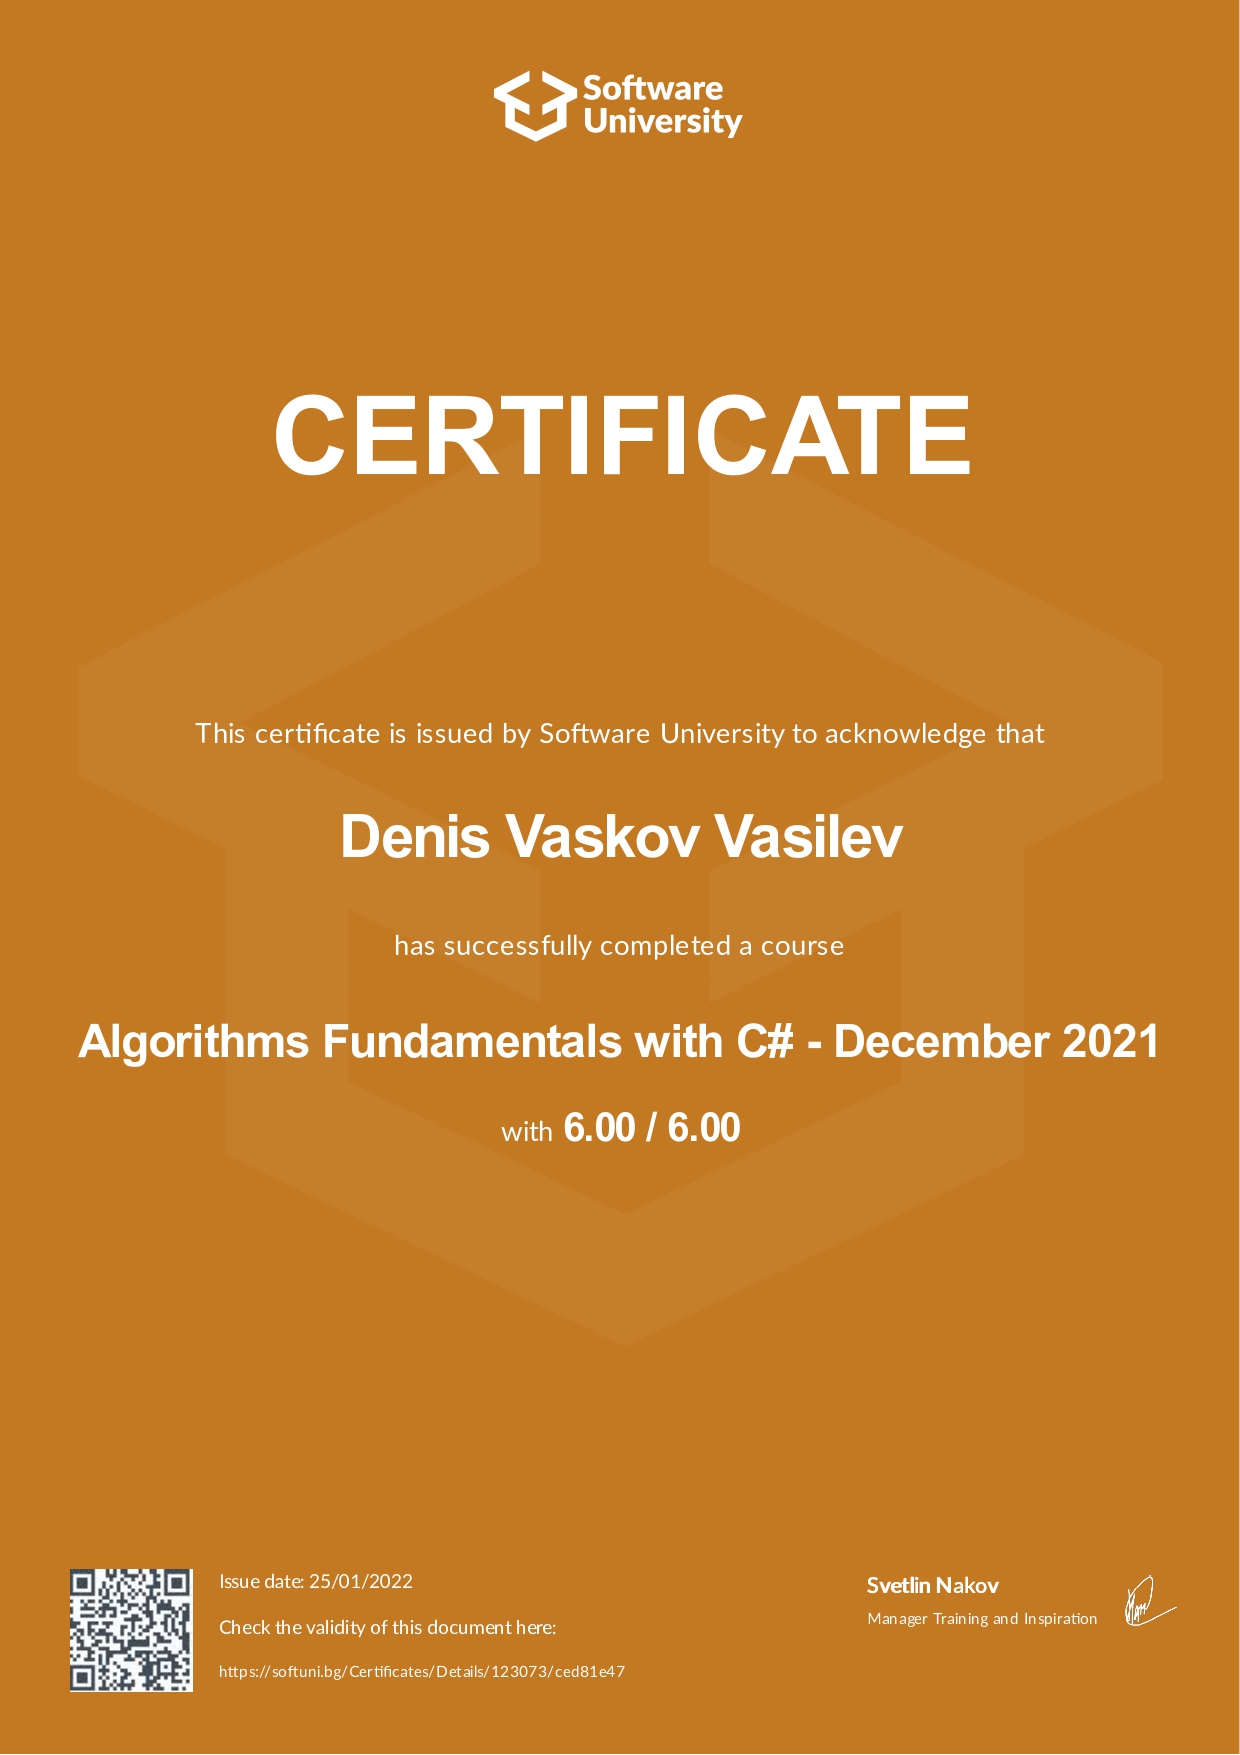 Software
University
CERTIFICATE
This certificate is issued by Software University to acknowledge that
Denis Vaskov Vasilev
has successfully completed a course
Algorithms Fundamentals with C# - December 2021
with 6.00 / 6.00
Issue date: 25/01/2022
Check the validity of this document here:
https://softuni.bg/Certificates/Details/123073/ced81e47
Svetlin Nakov
Manager Training and Inspiration